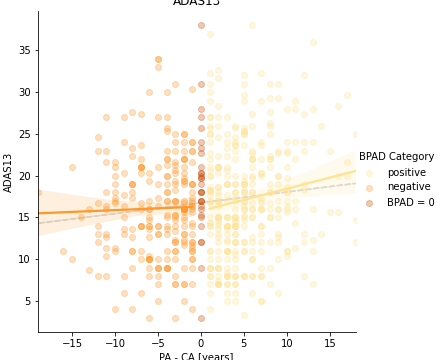 ADAS13
35
30
25
20
15
10
5
ADAS13
−15
−10
−5
0
5
10
15
PA - CA [years]
BPAD Category
positive
negative
BPAD = 0